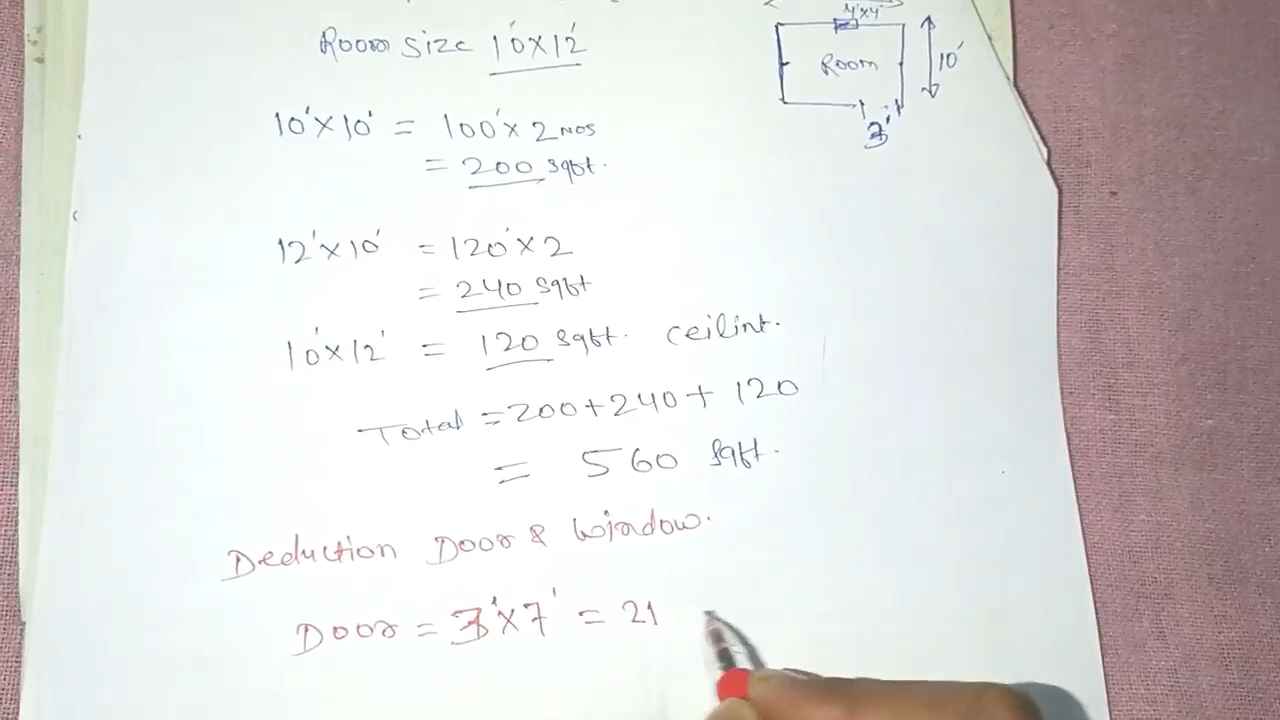 Room Size 10'X12'
4'x4'
Room
10'
3'
10'X10' = 100'X 2 NOS
= 200 Sqft.
12'X10' = 120'X2
= 240 Sqft
10'X12' = 120 Sqft. ceilint.
Total = 200+240+ 120
= 560 Sqft.
Deduction Door & Window.
Door = 3'X7' = 21